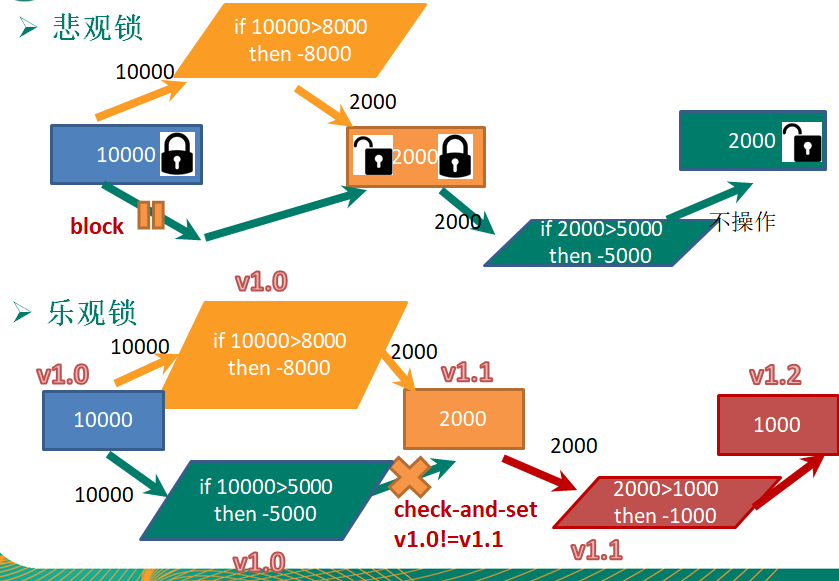 悲观锁
if 10000>8000
then -8000
10000
2000
10000
2000
2000
block
2000
if 2000>5000
then -5000
不操作
v1.0
乐观锁
10000
if 10000>8000
then -8000
2000
v1.0
v1.1
v1.2
10000
2000
1000
2000
10000
if 10000>5000
then -5000
check-and-set
v1.0!=v1.1
2000>1000
then -1000
v1.0
v1.1